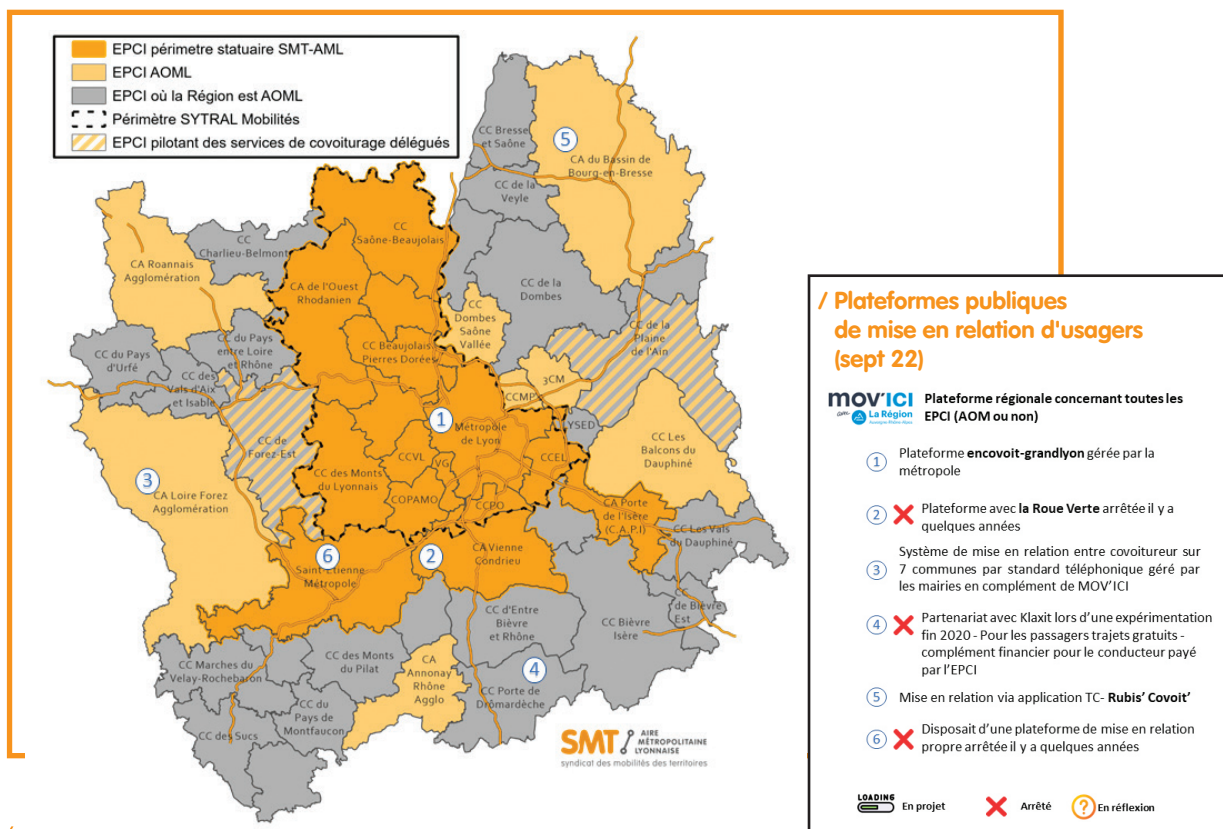 EPCI périmetre statuaire SMT-AML
EPCI AOML
EPCI où la Région est AOML
Périmètre SYTRAL Mobilités
EPCI pilotant des services de covoiturage délégués
CC Bresse
et Saône
5
CA du Bassin de
Bourg-en-Bresse
CC de la
Veyle
CC
Charlieu-Belmont
CC
Saône-Beaujolais
CA Roannais
Agglomération
CA de l'Ouest
Rhodanien
CC de la
Dombes
CC
Dombes
Saône
Vallée
CC de la
Plaine
de l'Ain
CC du Pays
d'Urfé
CC du Pays
entre Loire
et Rhône
CC des
Vals d'Aix
et Isable
CC Beaujolais
Pierres Dorées
3CM
CCMP
1
Métropole
de Lyon
LYSED
CC Les
Balcons du
Dauphiné
CC de
Forez-Est
CC des Monts
du Lyonnais
CCVL
VG
CCEL
COPAMO
CCPO
3
CA Loire Forez
Agglomération
CA Porte
de l'Isère
(C.A.P.I)
CC Les Vals
du Dauphiné
6
Saint-Etienne
Métropole
2
CA Vienne
Condrieu
CC d'Entre
Bièvre
et Rhône
CC Bièvre
Isère
CC
de Bièvre
Est
CC Marches du
Velay-Rochebaron
CC des Monts
du Pilat
CA
Annonay
Rhône
Agglo
4
CC Porte de
Drômardèche
CC du
Pays de
Montfaucon
CC des Sucs
SMT AIRE
MÉTROPOLITAINE
LYONNAISE
syndicat des mobilités des territoires
/ Plateformes publiques
de mise en relation d'usagers
(sept 22)
mov'ICI
avec La Région
Auvergne-Rhône-Alpes
Plateforme régionale concernant toutes les
EPCI (AOM ou non)
1 Plateforme encovoit-grandlyon gérée par la
métropole
2 Plateforme avec la Roue Verte arrêtée il y a
quelques années
3 Système de mise en relation entre covoitureur sur
7 communes par standard téléphonique géré par
les mairies en complément de MOV'ICI
4 Partenariat avec Klaxit lors d'une expérimentation
fin 2020 - Pour les passagers trajets gratuits -
complément financier pour le conducteur payé
par l'EPCI
5 Mise en relation via application TC- Rubis' Covoit'
6 Disposait d'une plateforme de mise en relation
propre arrêtée il y a quelques années
LOADING En projet
Arrêté
? En réflexion